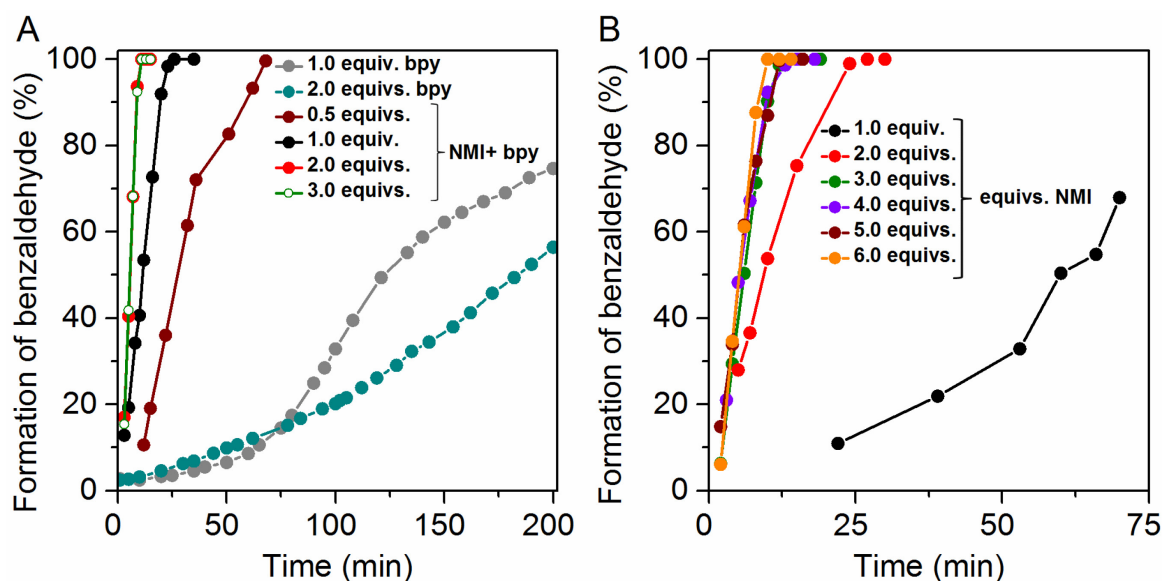 A
Formation of benzaldehyde (%)
100
80
60
40
20
0
1.0 equiv. bpy
2.0 equivs. bpy
0.5 equivs.
1.0 equiv.
2.0 equivs.
3.0 equivs.
NMI+ bpy
0 50 100 150 200
Time (min)
B
Formation of benzaldehyde (%)
100
80
60
40
20
0
1.0 equiv.
2.0 equivs.
3.0 equivs.
4.0 equivs.
5.0 equivs.
6.0 equivs.
equivs. NMI
0 25 50 75
Time (min)